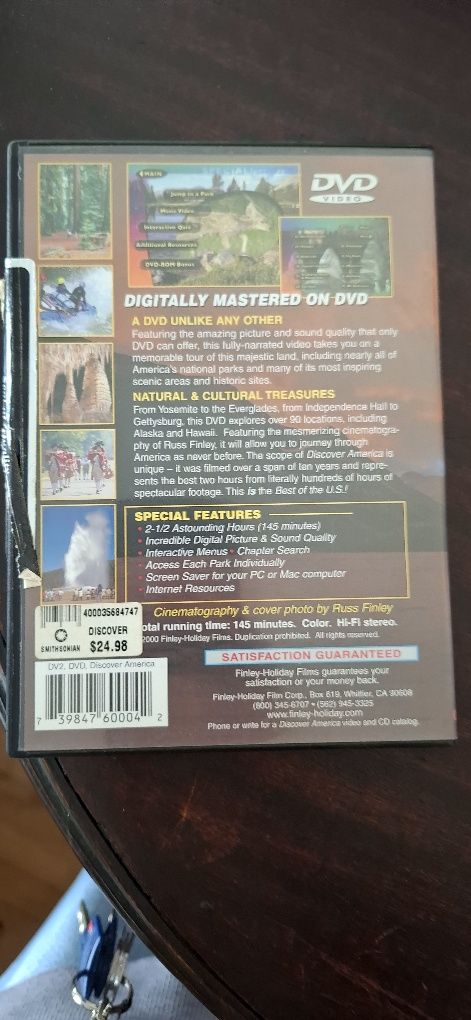 MAIN
Jump to a Park
Music Video
Interactive Quiz
Additional Resources
DVD-ROM Bonus
DVD
VIDEO
DIGITALLY MASTERED ON DVD
A DVD UNLIKE ANY OTHER
Featuring the amazing picture and sound quality that only
DVD can offer, this fully-narrated video takes you on a
memorable tour of this majestic land, including nearly all of
America's national parks and many of its most inspiring
scenic areas and historic sites.
NATURAL & CULTURAL TREASURES
From Yosemite to the Everglades, from Independence Hall to
Gettysburg, this DVD explores over 90 locations, including
Alaska and Hawaii. Featuring the mesmerizing cinematogra-
phy of Russ Finley, it will allow you to journey through
America as never before. The scope of Discover America is
unique – it was filmed over a span of ten years and repre-
sents the best two hours from literally hundreds of hours of
spectacular footage. This is the Best of the U.S.!
SPECIAL FEATURES
• 2-1/2 Astounding Hours (145 minutes)
• Incredible Digital Picture & Sound Quality
• Interactive Menus • Chapter Search
• Access Each Park Individually
• Screen Saver for your PC or Mac computer
• Internet Resources
Cinematography & cover photo by Russ Finley
otal running time: 145 minutes. Color. Hi-Fi stereo.
2000 Finley-Holiday Films. Duplication prohibited. All rights reserved.
400035684747
DISCOVER
SMITHSONIAN $24.98
DV2, DVD, Discover America
7 39847 60004 2
SATISFACTION GUARANTEED
Finley-Holiday Films guarantees your
satisfaction or your money back.
Finley-Holiday Film Corp., Box 619, Whittier, CA 90608
(800) 345-6707 • (562) 945-3325
www.finley-holiday.com
Phone or write for a Discover America video and CD catalog.